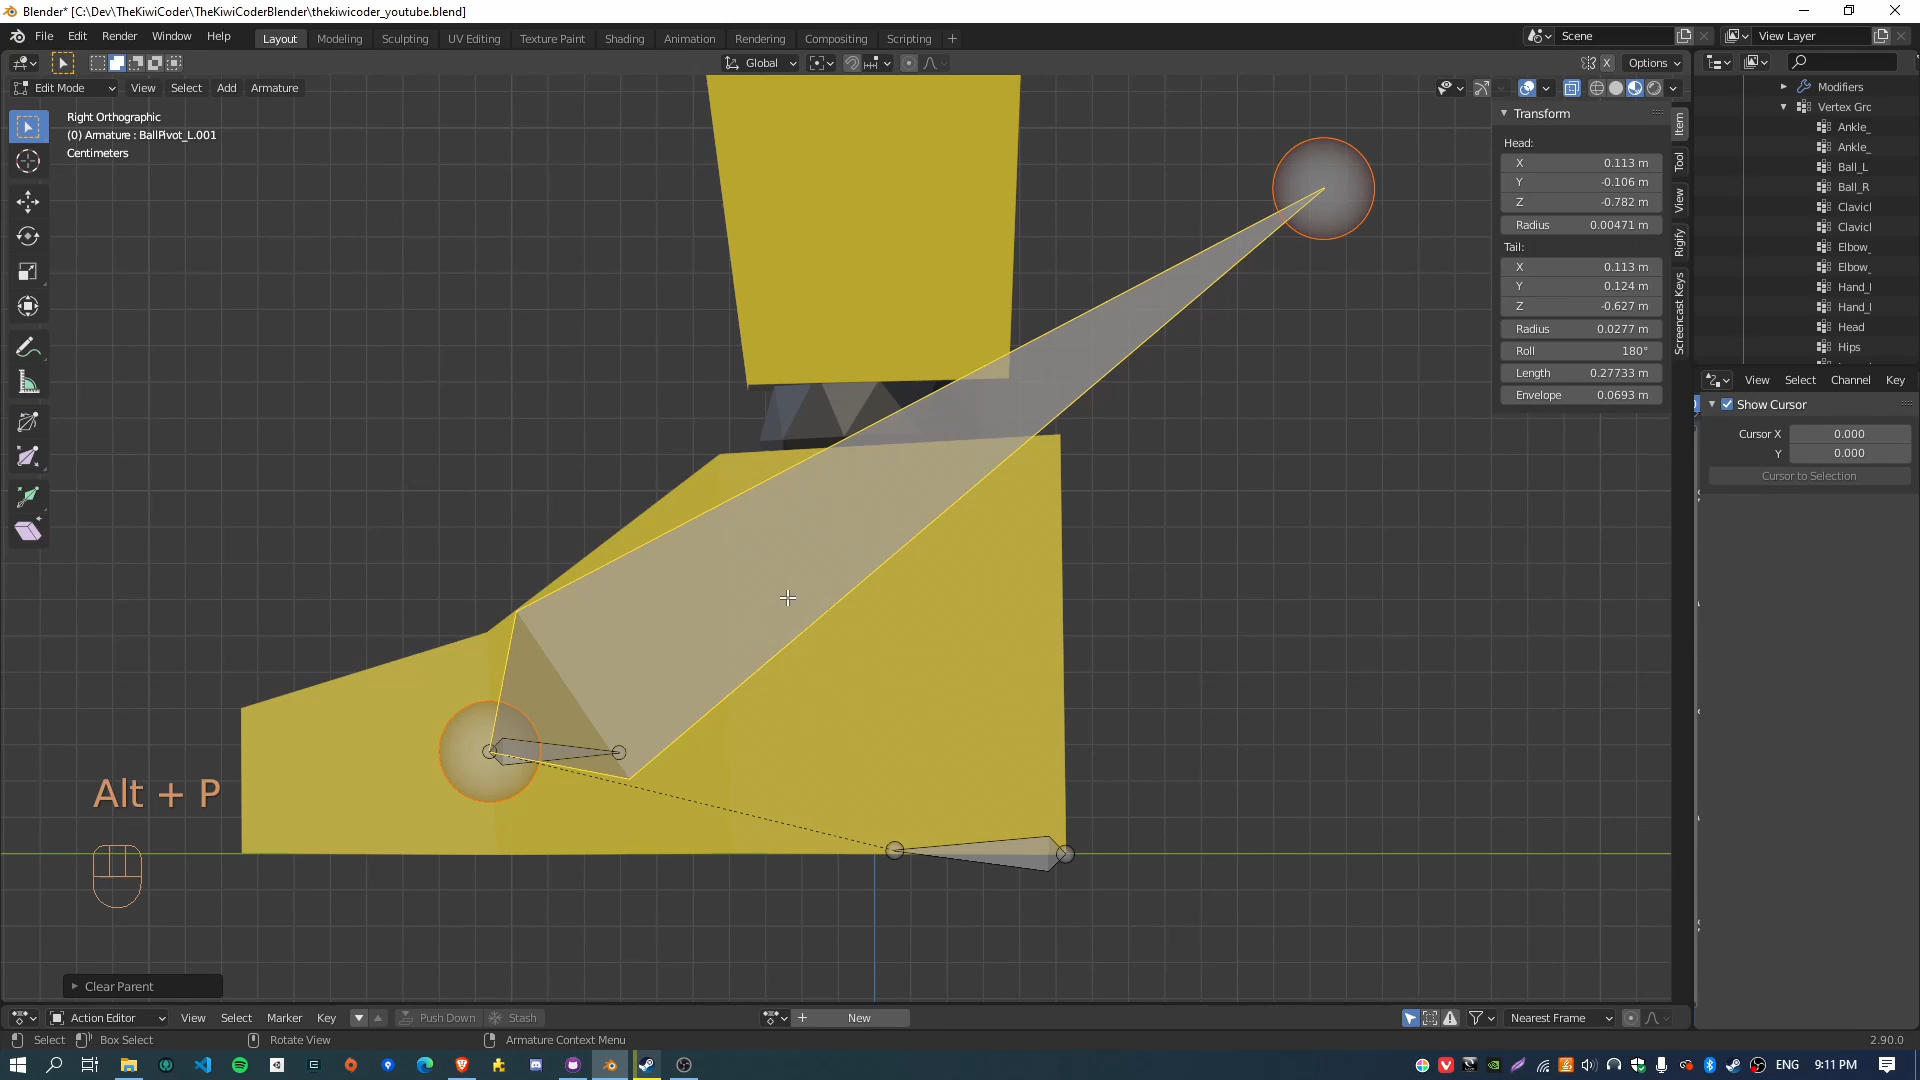 Blender* [C:\Dev\TheKiwiCoder\TheKiwiCoderBlender\thekiwicoder_youtube.blend]
File Edit Render Window Help Layout Modeling Sculpting UV Editing Texture Paint Shading Animation Rendering Compositing Scripting + Scene View Layer
Global Options X
Edit Mode View Select Add Armature
Right Orthographic
(0) Armature : BallPivot_L.001
Centimeters
Transform
Head:
X 0.113 m
Y -0.106 m
Z -0.782 m
Radius 0.00471 m
Tail:
X 0.113 m
Y 0.124 m
Z -0.627 m
Radius 0.0277 m
Roll 180°
Length 0.27733 m
Envelope 0.0693 m
Item
Tool
View
Rigify
Screencast Keys
Modifiers
Vertex Grc
Ankle_
Ankle_
Ball_L
Ball_R
Clavicl
Clavicl
Elbow_
Elbow_
Hand_l
Hand_l
Head
Hips
View Select Channel Key
Show Cursor
Cursor X 0.000
Y 0.000
Cursor to Selection
Alt + P
Clear Parent
Action Editor View Select Marker Key Push Down Stash + New Nearest Frame
Select Box Select Rotate View Armature Context Menu 2.90.0
ENG 9:11 PM